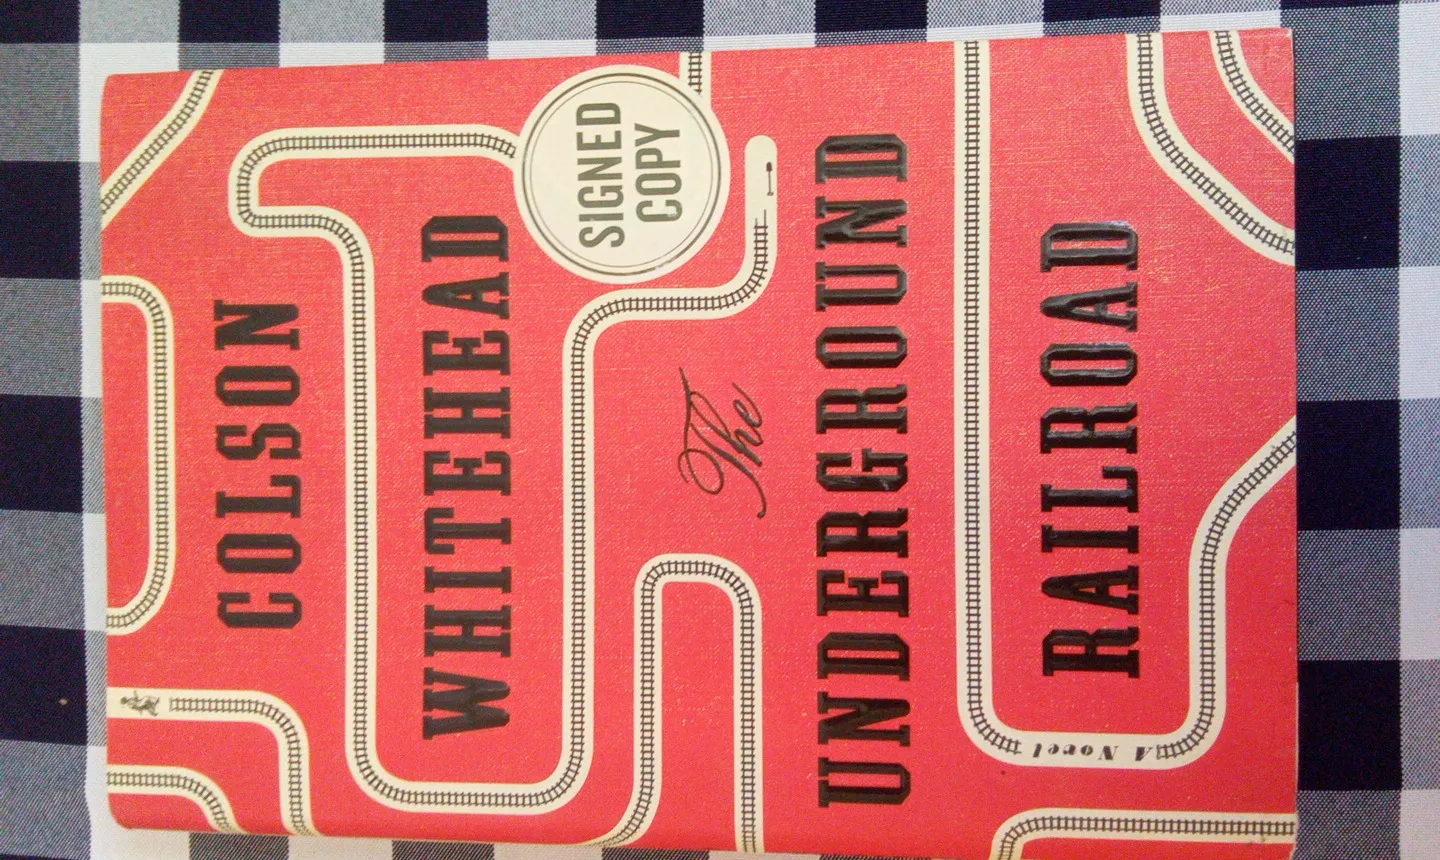 COLSON
WHITEHEAD
SIGNED
COPY
The
UNDERGROUND
RAILROAD
A Novel